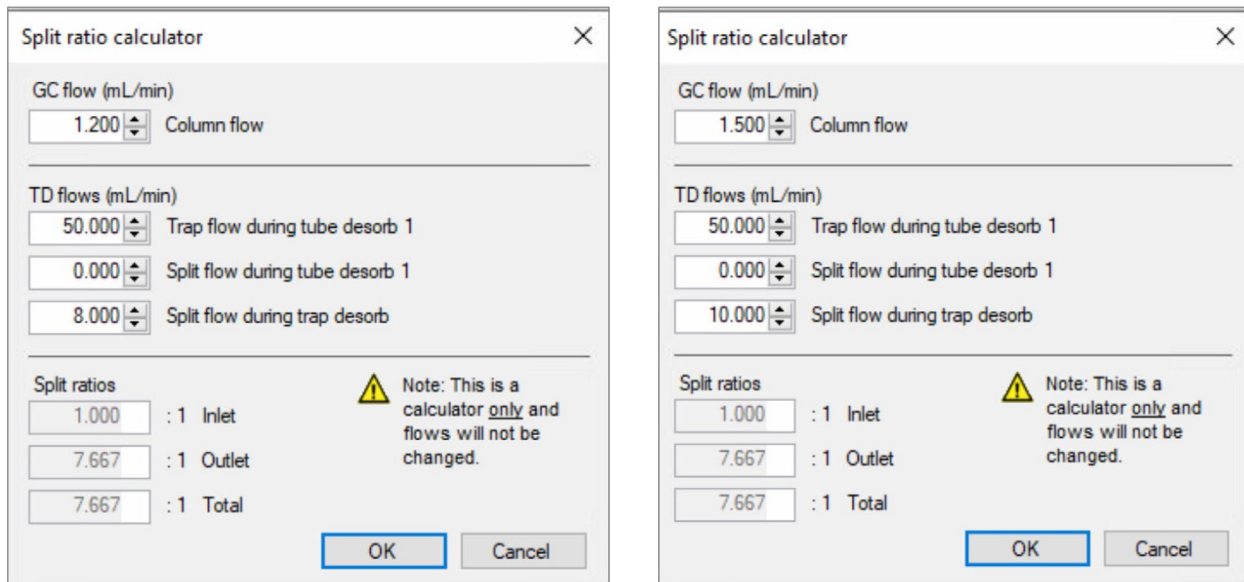 Split ratio calculator
GC flow (mL/min)
1.200 Column flow
TD flows (mL/min)
50.000 Trap flow during tube desorb 1
0.000 Split flow during tube desorb 1
8.000 Split flow during trap desorb
Split ratios
1.000 : 1 Inlet
7.667 : 1 Outlet
7.667 : 1 Total
Note: This is a
calculator only and
flows will not be
changed.
OK Cancel
Split ratio calculator
GC flow (mL/min)
1.500 Column flow
TD flows (mL/min)
50.000 Trap flow during tube desorb 1
0.000 Split flow during tube desorb 1
10.000 Split flow during trap desorb
Split ratios
1.000 : 1 Inlet
7.667 : 1 Outlet
7.667 : 1 Total
Note: This is a
calculator only and
flows will not be
changed.
OK Cancel